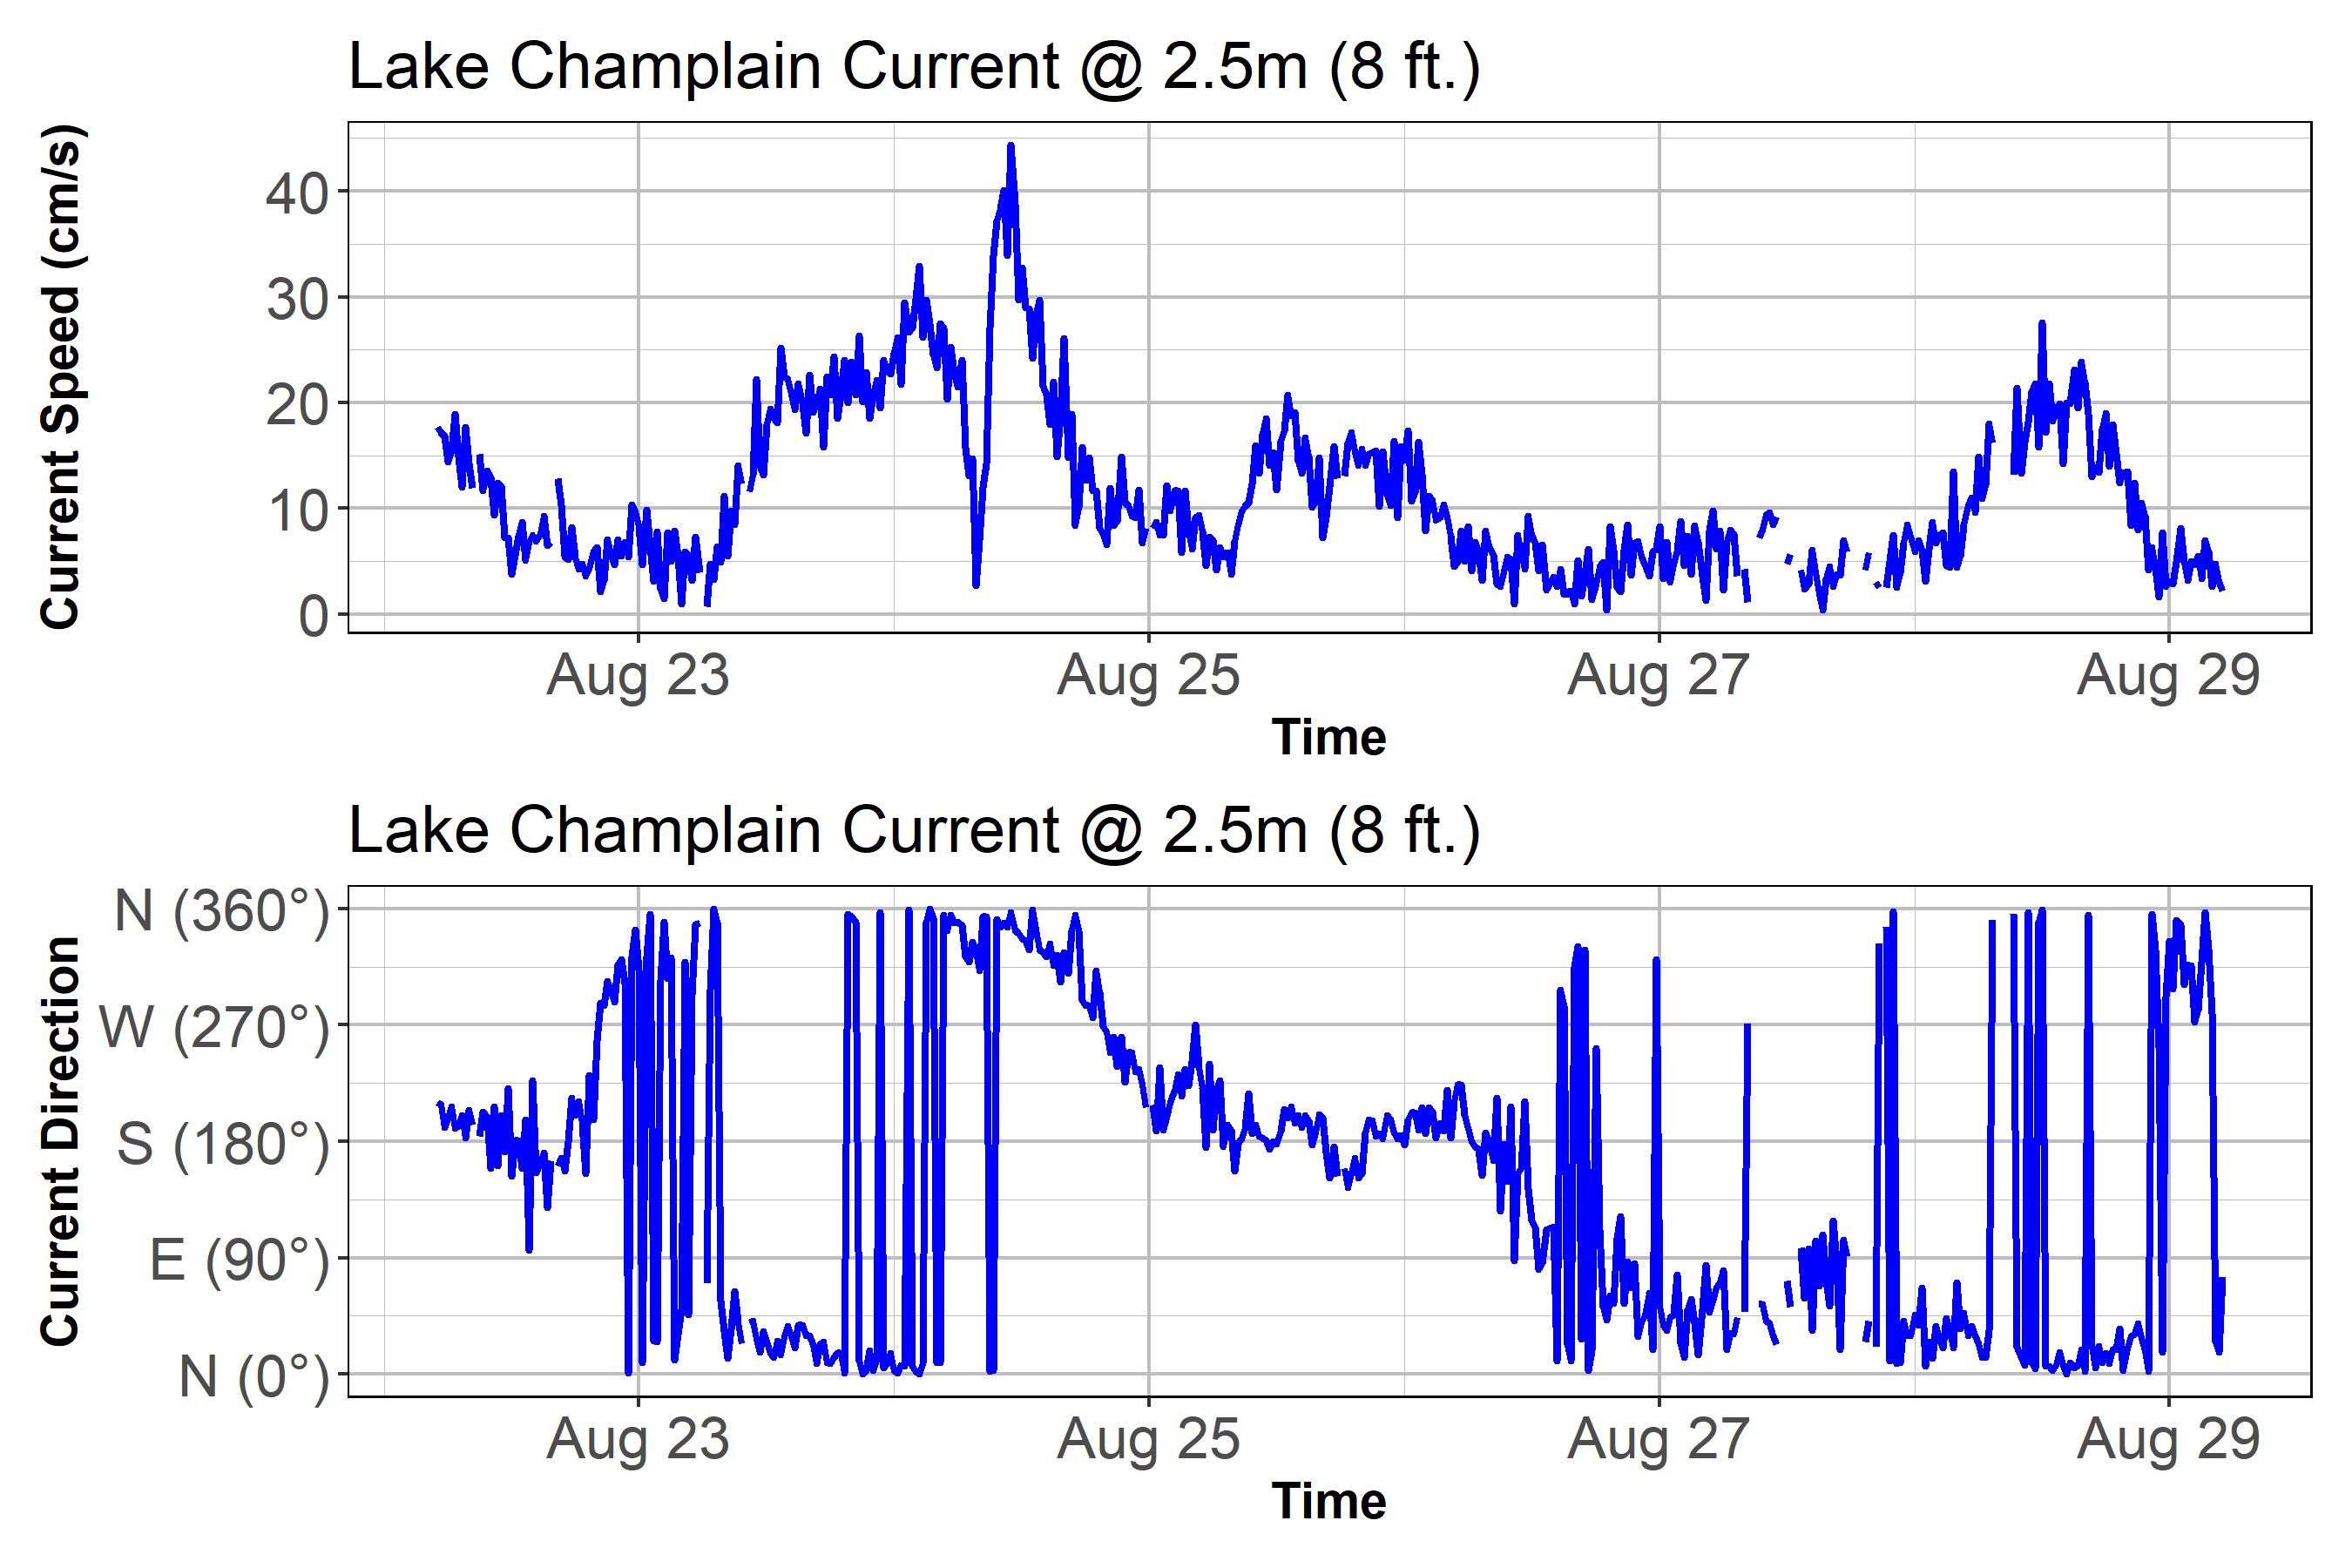 Lake Champlain Current @ 2.5m (8 ft.)
Current Speed (cm/s)
40
30
20
10
0
Aug 23 Aug 25 Aug 27 Aug 29
Time
Lake Champlain Current @ 2.5m (8 ft.)
Current Direction
N (360°)
W (270°)
S (180°)
E (90°)
N (0°)
Aug 23 Aug 25 Aug 27 Aug 29
Time